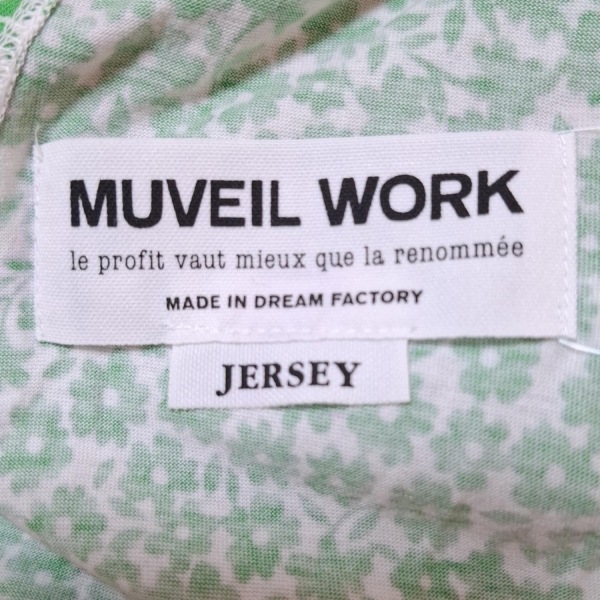 MUVEIL WORK
le profit vaut mieux que la renommée
MADE IN DREAM FACTORY
JERSEY